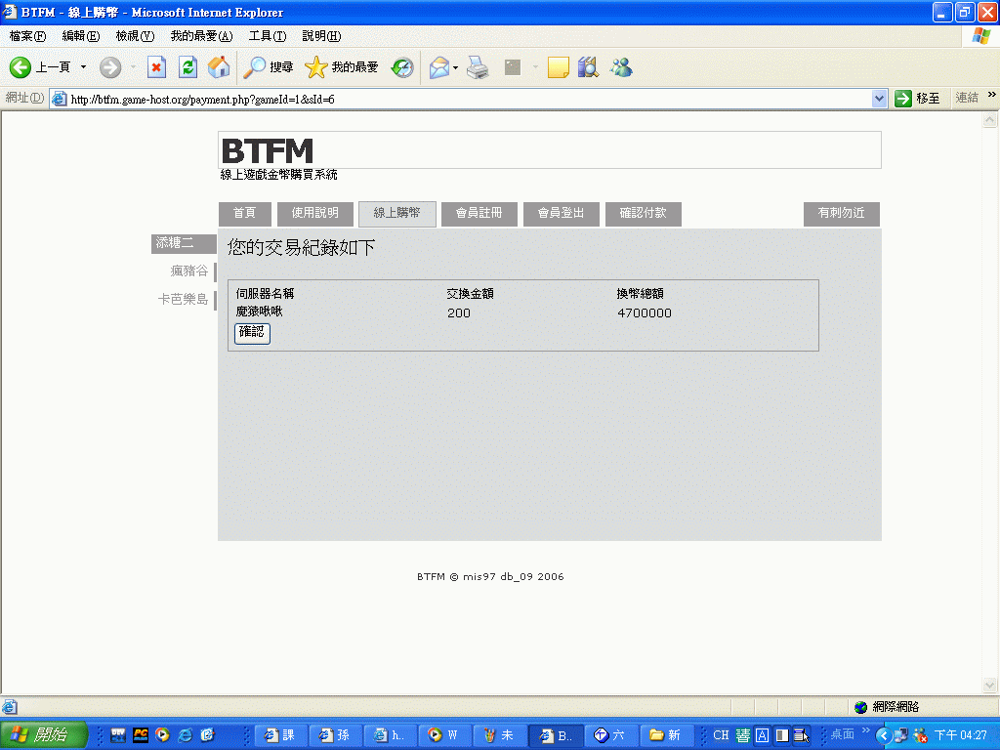 BTFM - 線上購幣 - Microsoft Internet Explorer
檔案(F) 編輯(E) 檢視(V) 我的最愛(A) 工具(T) 說明(H)
上一頁 搜尋 我的最愛
網址(D) http://btfm.game-host.org/payment.php?gameId=1&sId=6 移至 連結 »
BTFM
線上遊戲金幣購買系統
首頁 使用說明 線上購幣 會員註冊 會員登出 確認付款 有刺勿近
添糖二
瘋豬谷
卡芭樂島
您的交易紀錄如下
伺服器名稱 交換金額 換幣總額
魔猿啾啾 200 4700000
確認
BTFM © mis97 db_09 2006
網際網路
開始 課 孫 h.. W 未 B.. 六 新 CH A 桌面 » 下午 04:27